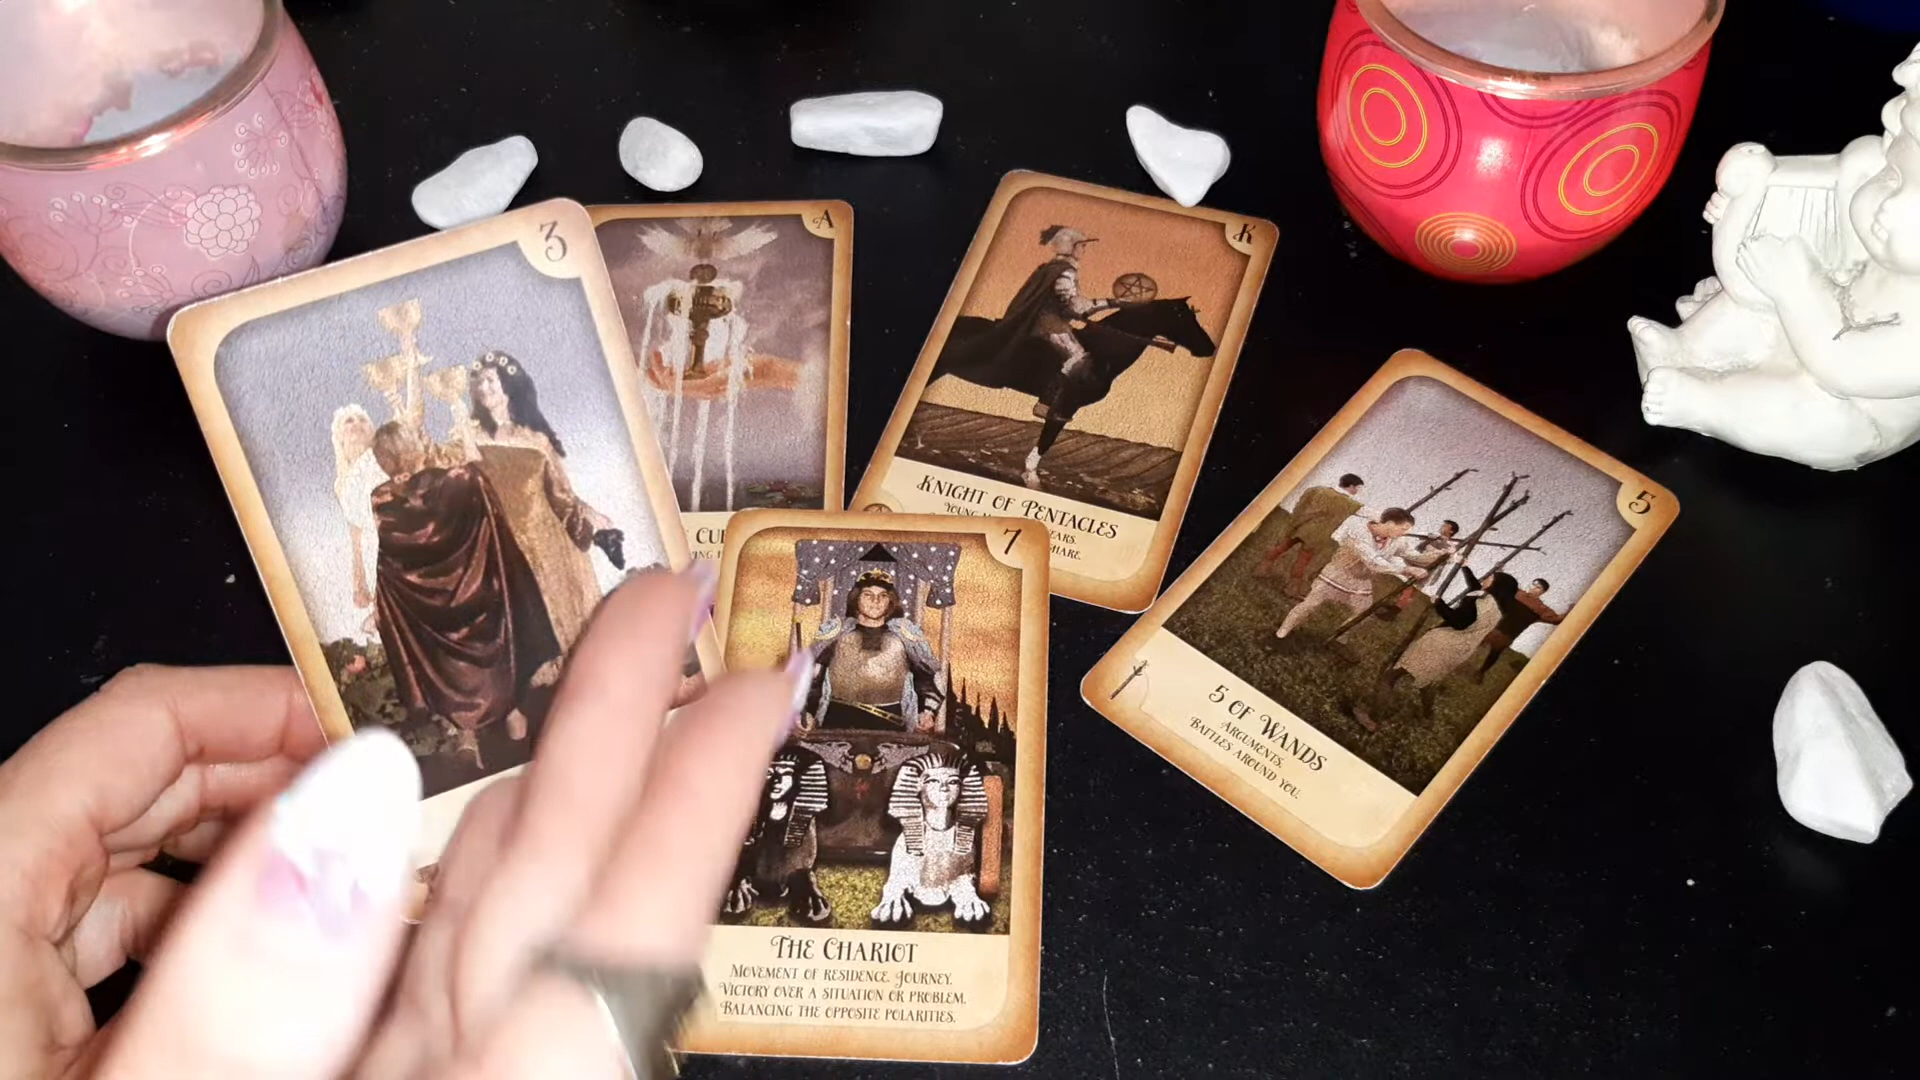 3
A
K
KNIGHT OF PENTACLES
5
5 OF WANDS
ARGUMENTS.
BATTLES AROUND YOU.
7
THE CHARIOT
MOVEMENT OF RESIDENCE. JOURNEY.
VICTORY OVER A SITUATION OR PROBLEM.
BALANCING THE OPPOSITE POLARITIES.